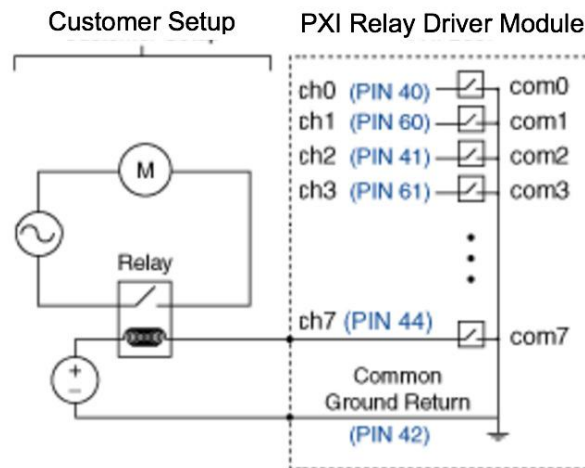 Customer Setup
PXI Relay Driver Module
ch0 (PIN 40) com0
ch1 (PIN 60) com1
ch2 (PIN 41) com2
ch3 (PIN 61) com3
M
Relay
ch7 (PIN 44) com7
+
−
Common
Ground Return
(PIN 42)